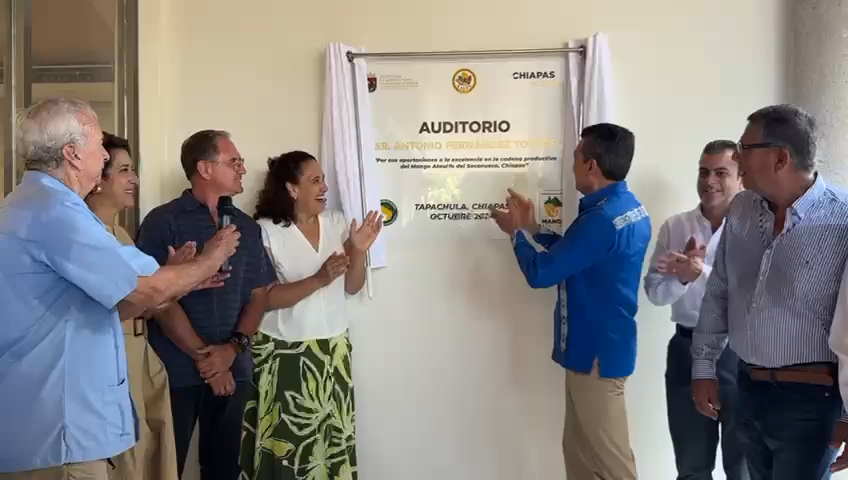 CHIAPAS
AUDITORIO
SR. ANTONIO FERNÁNDEZ
"Por sus aportaciones a la excelencia en la cadena productiva
del Mango Ataulfo del Soconusco, Chiapas"
TAPACHULA, CHIAPAS
OCTUBRE
MANGO